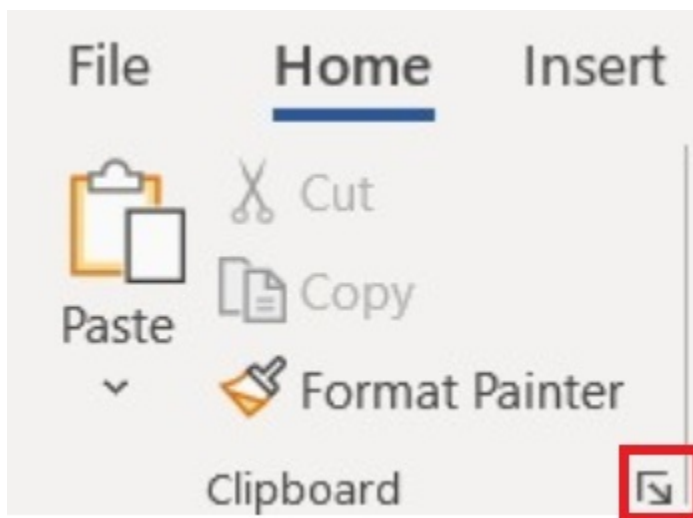 File Home Insert
Cut
Copy
Paste
Format Painter
Clipboard